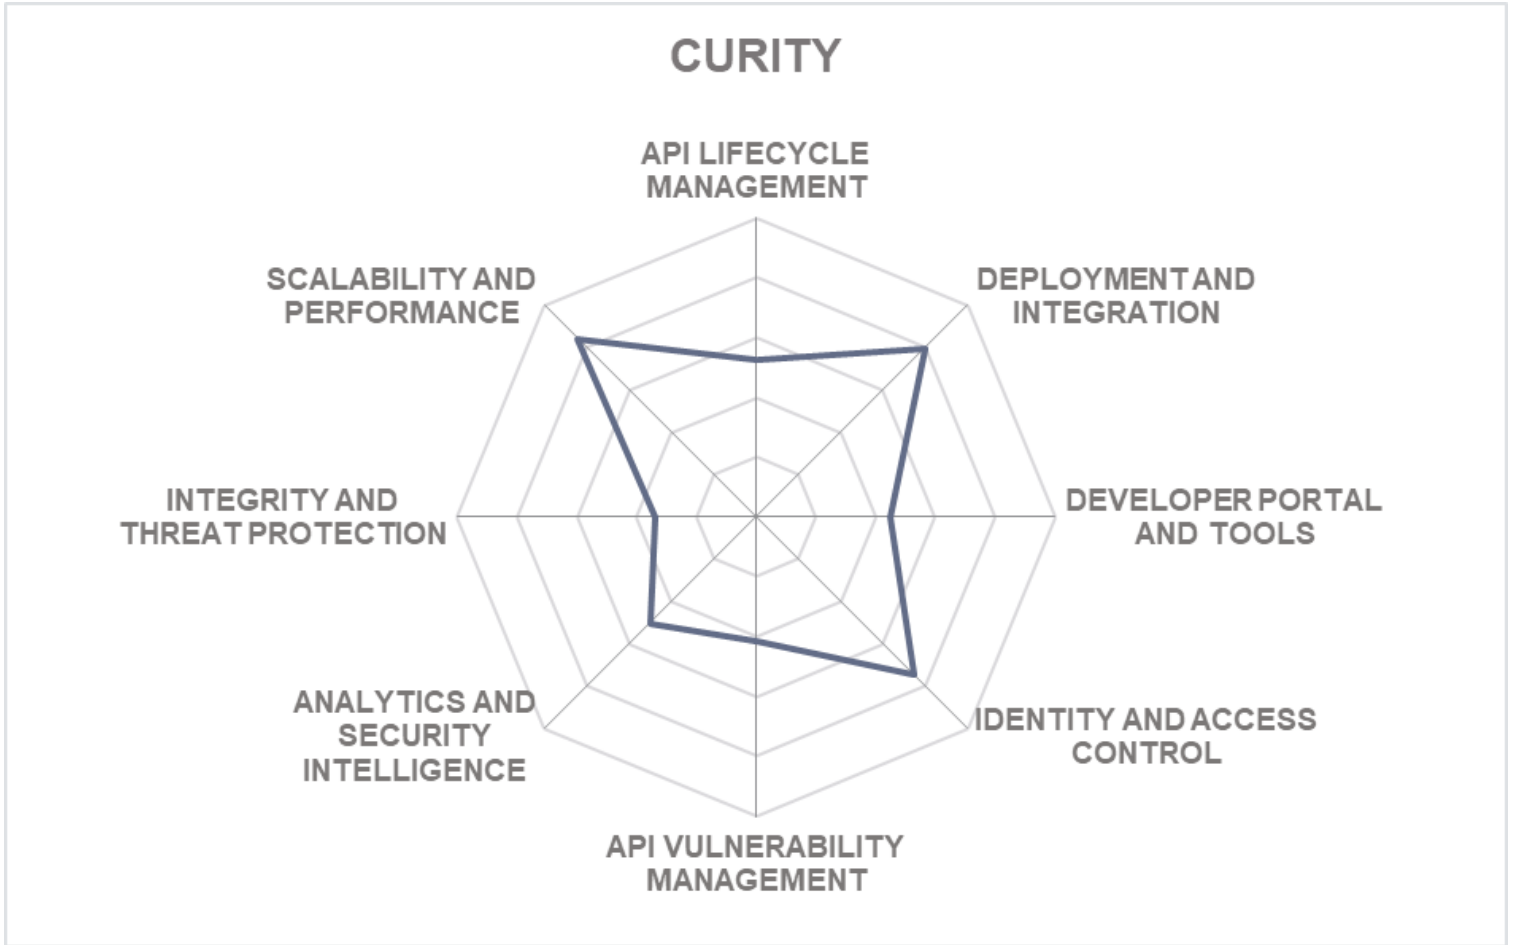 CURITY
API LIFECYCLE
MANAGEMENT
SCALABILITY AND
PERFORMANCE
DEPLOYMENT AND
INTEGRATION
INTEGRITY AND
THREAT PROTECTION
DEVELOPER PORTAL
AND TOOLS
ANALYTICS AND
SECURITY
INTELLIGENCE
IDENTITY AND ACCESS
CONTROL
API VULNERABILITY
MANAGEMENT